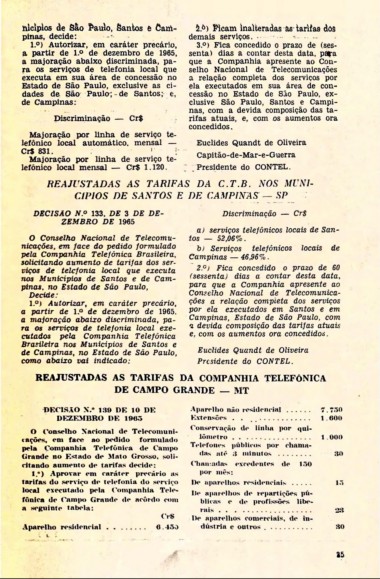 nicípios de São Paulo, Santos e Cam-
pinas, decide:
1.º) Autorizar, em caráter precário,
a partir de 1.º de dezembro de 1965,
a majoração abaixo discriminada, pa-
ra os serviços de telefonia local que
executa em sua área de concessão no
Estado de São Paulo, exclusive as ci-
dades de São Paulo; de Santos; e,
de Campinas:
Discriminação — Cr$
Majoração por linha de serviço te-
lefônico local automático, mensal —
Cr$ 831.
Majoração por linha de serviço te-
lefônico local mensal — Cr$ 1.120.
2.º) Ficam inalteradas as tarifas dos
demais serviços.
3.º) Fica concedido o prazo de (ses-
senta) dias a contar desta data, para
que a Companhia apresente ao Con-
selho Nacional de Telecomunicações
a relação completa dos serviços por
ela executados em sua área de con-
cessão no Estado de São Paulo, ex-
clusive São Paulo, Santos e Campi-
nas, com a devida composição das ta-
rifas atuais, e, com os aumentos ora
concedidos.
Euclides Quandt de Oliveira
Capitão-de-Mar-e-Guerra
Presidente do CONTEL.
REAJUSTADAS AS TARIFAS DA C.T.B. NOS MUNI-
CIPIOS DE SANTOS E DE CAMPINAS — SP
DECISAO N.º 133, DE 3 DE DE-
ZEMBRO DE 1965
O Conselho Nacional de Telecomu-
nicações, em face do pedido formulado
pela Companhia Telefônica Brasileira,
solicitando aumento de tarifas dos ser-
viços de telefonia local que executa
nos Municípios de Santos e de Cam-
pinas, no Estado de São Paulo,
Decide:
1.º) Autorizar, em caráter precário,
a partir de 1.º de dezembro de 1965,
a majoração abaixo discriminada, pa-
ra os serviços de telefonia local exe-
cutados pela Companhia Telefônica
Brasileira nos Municípios de Santos e
de Campinas, no Estado de São Paulo,
como abaixo vai indicado:
Discriminação — Cr$
a) serviços telefônicos locais de San-
tos — 52,06%.
b) Serviços telefônicos locais de
Campinas — 46,96%.
2.º) Fica concedido o prazo de 60
(sessenta) dias a contar desta data,
para que a Companhia apresente ao
Conselho Nacional de Telecomunica-
ções a relação completa dos serviços
por ela executados em Santos e em
Campinas, Estado de São Paulo, com
a devida composição das tarifas atuais
e, com os aumentos ora concedidos.
Euclides Quandt de Oliveira
Presidente do CONTEL.
REAJUSTADAS AS TARIFAS DA COMPANHIA TELEFÔNICA
DE CAMPO GRANDE — MT
DECISÃO N.º 139 DE 10 DE
DEZEMBRO DE 1965
O Conselho Nacional de Telecomuni-
cações, em face ao pedido formulado
pela Companhia Telefônica de Campo
Grande no Estado de Mato Grosso, soli-
citando aumento de tarifas decide:
1.º) Aprovar em caráter precário as
tarifas do serviço de telefonia do serviço
local executado pela Companhia Tele-
fônica de Campo Grande de acôrdo com
a seguinte tabela:
Cr$
Aparelho residencial ........ 6.455
Aparelho não residencial ...... 7.750
Extensões ........ 1.600
Conservação de linha por qui-
lômetro ........ 1.000
Telefones públicos por chama-
das até 3 minutos ........ 30
Chamadas excedentes de 150
por mês:
De aparelhos residenciais ..... 15
De aparelhos de repartições pú-
blicas e de profissões libe-
rais ........ 23
De aparelhos comerciais, de in-
dústria e outros ........ 30
35